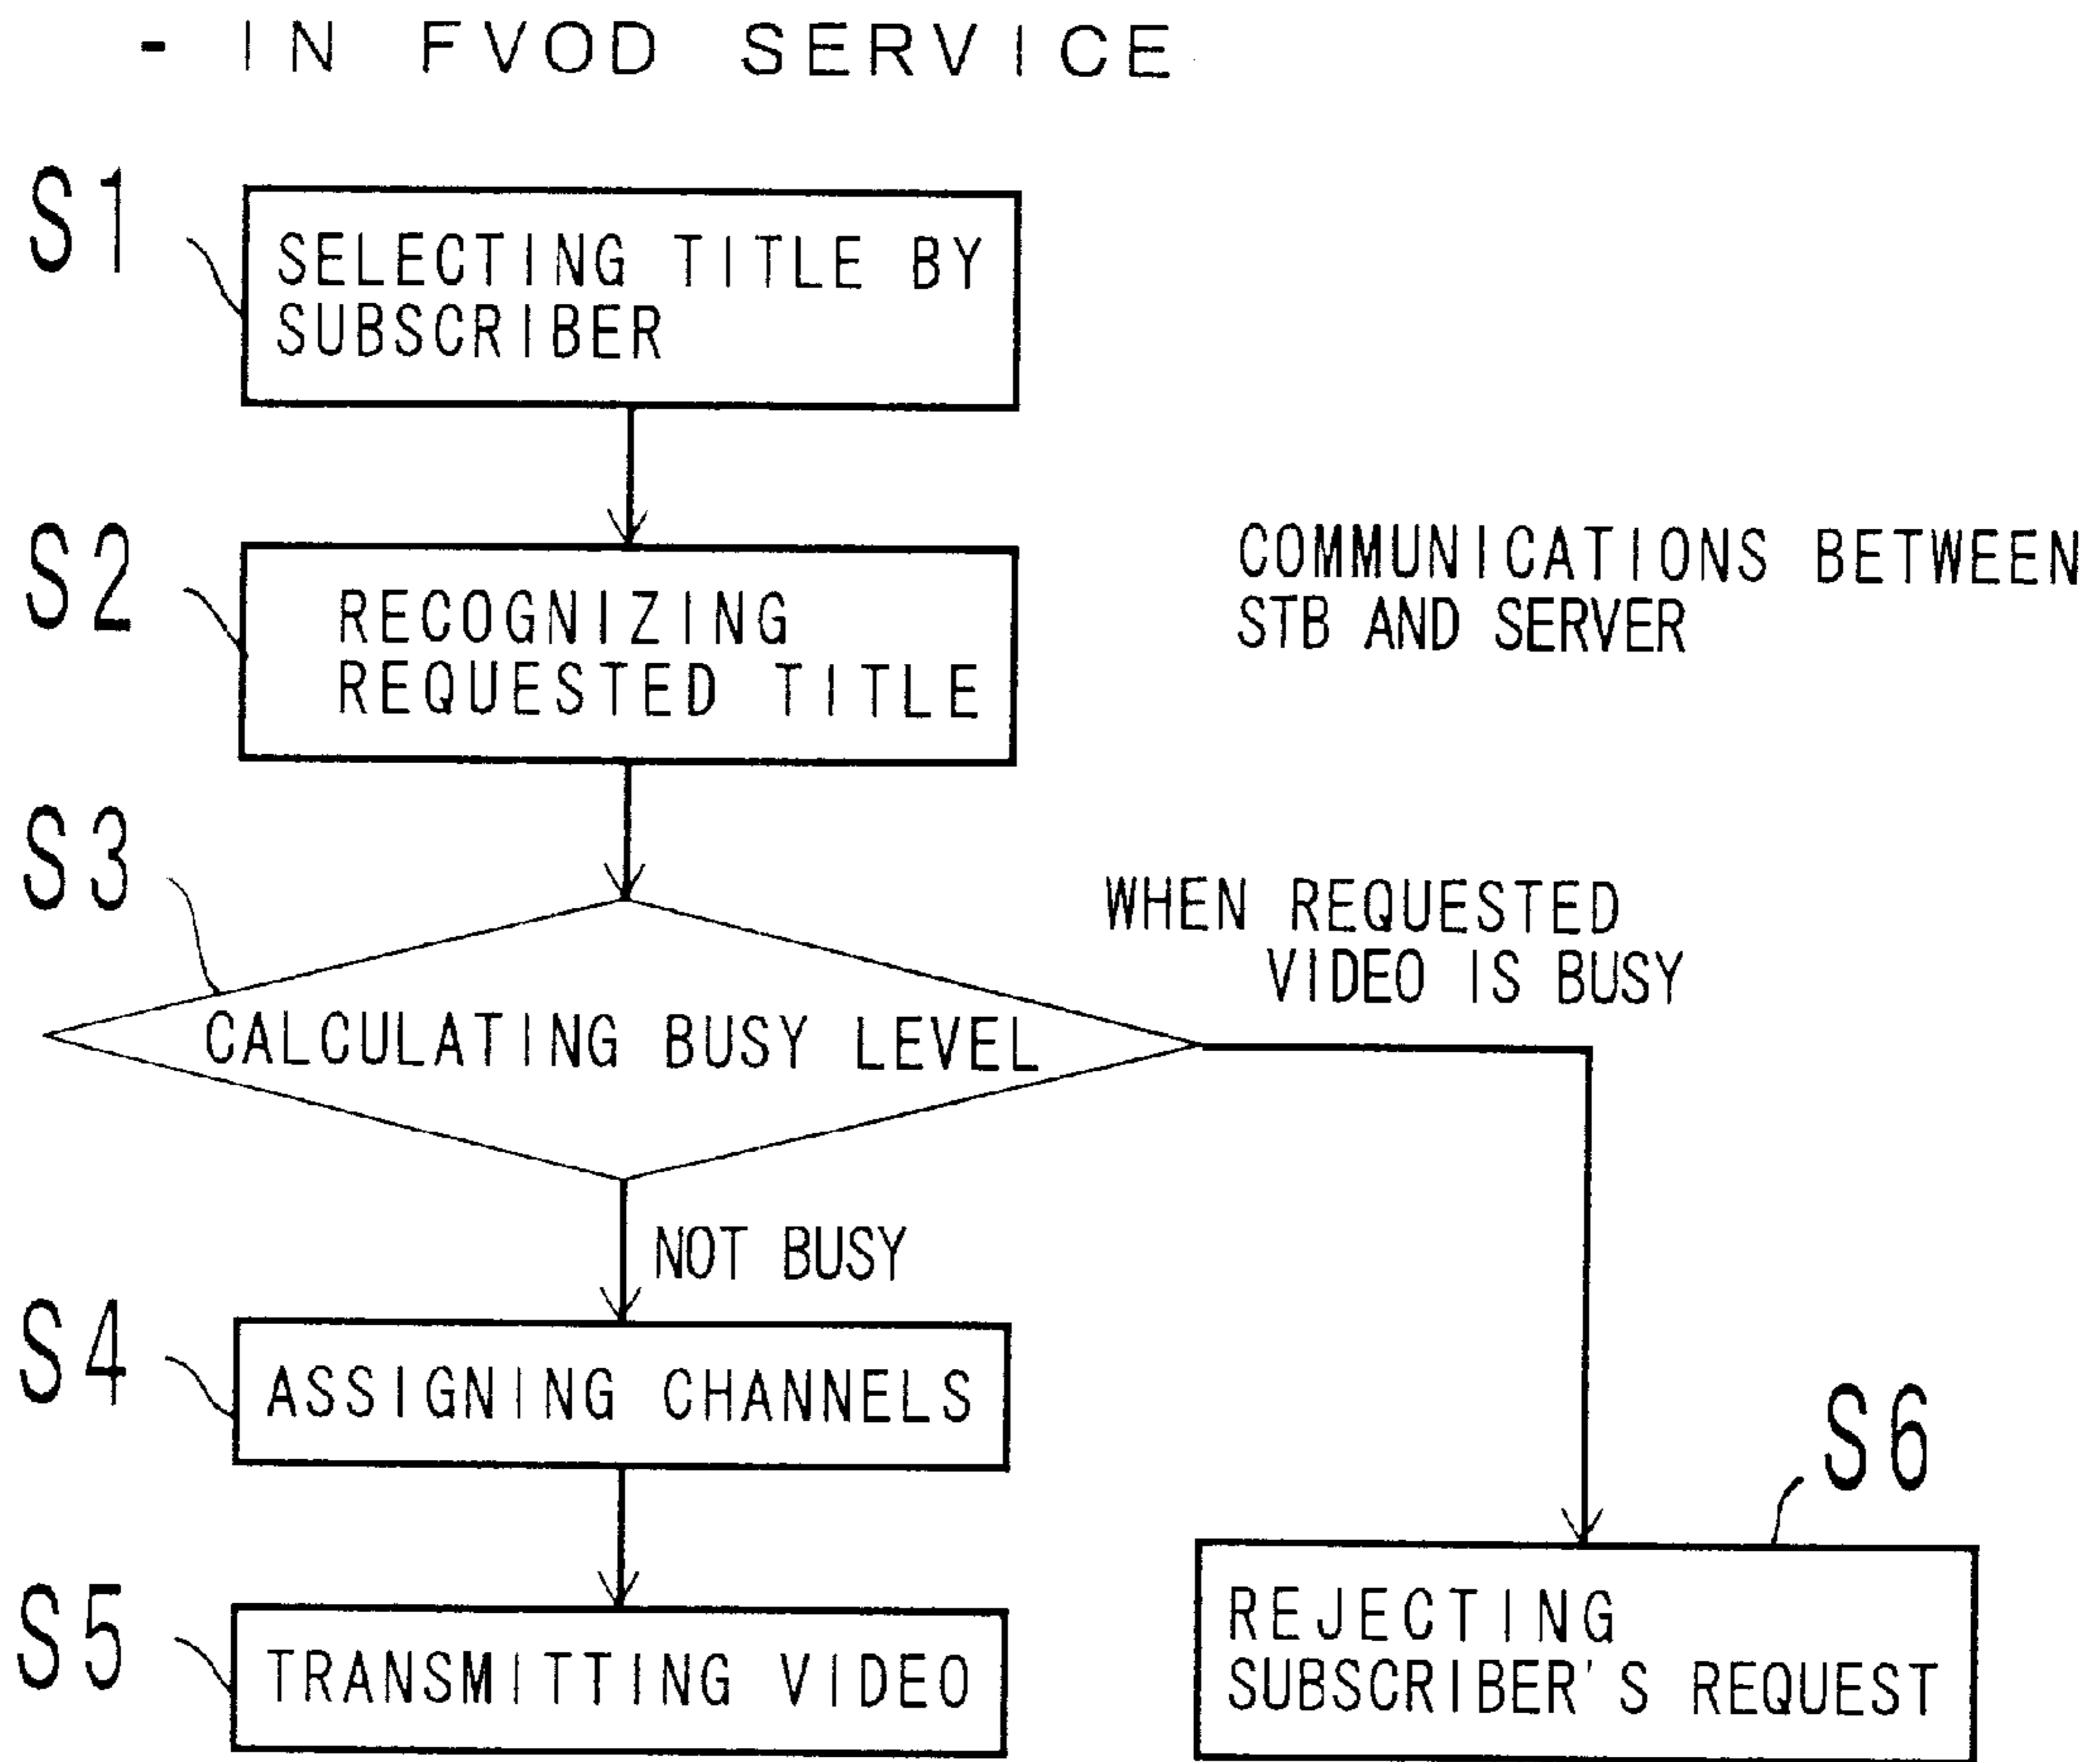 - IN FVOD SERVICE
S1
SELECTING TITLE BY
SUBSCRIBER
S2
RECOGNIZING
REQUESTED TITLE
COMMUNICATIONS BETWEEN
STB AND SERVER
S3
CALCULATING BUSY LEVEL
WHEN REQUESTED
VIDEO IS BUSY
NOT BUSY
S4
ASSIGNING CHANNELS
S5
TRANSMITTING VIDEO
S6
REJECTING
SUBSCRIBER'S REQUEST